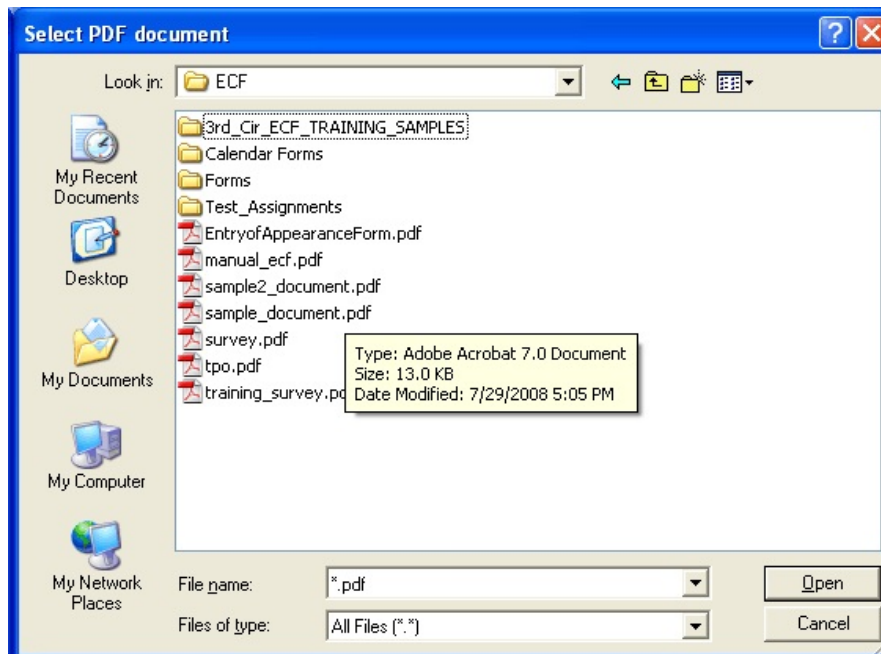 Select PDF document
Look in:
ECF
My Recent
Documents
Desktop
My Documents
My Computer
My Network
Places
3rd_Cir_ECF_TRAINING_SAMPLES
Calendar Forms
Forms
Test_Assignments
EntryofAppearanceForm.pdf
manual_ecf.pdf
sample2_document.pdf
sample_document.pdf
survey.pdf
tpo.pdf
training_survey.pd
Type: Adobe Acrobat 7.0 Document
Size: 13.0 KB
Date Modified: 7/29/2008 5:05 PM
File name:
*.pdf
Open
Files of type:
All Files (*.*)
Cancel